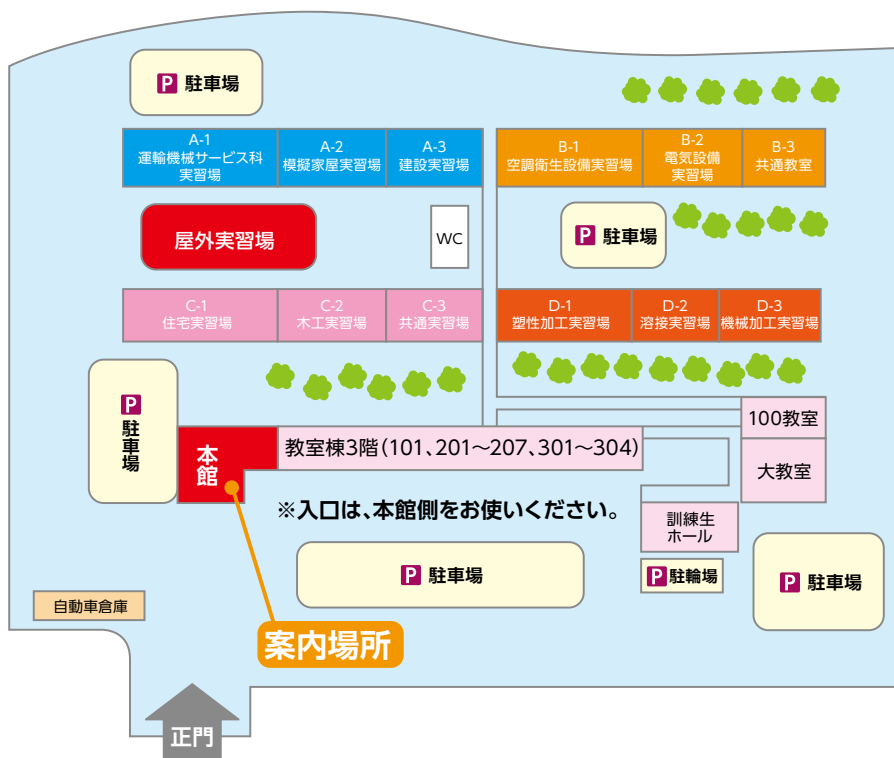 P 駐車場
A-1
運輸機械サービス科
実習場
A-2
模擬家屋実習場
A-3
建設実習場
B-1
空調衛生設備実習場
B-2
電気設備
実習場
B-3
共通教室
屋外実習場
WC
P 駐車場
C-1
住宅実習場
C-2
木工実習場
C-3
共通実習場
D-1
塑性加工実習場
D-2
溶接実習場
D-3
機械加工実習場
P
駐車場
本館
教室棟3階(101、201〜207、301〜304)
100教室
大教室
※入口は、本館側をお使いください。
訓練生
ホール
P 駐車場
P 駐輪場
P 駐車場
自動車倉庫
案内場所
正門